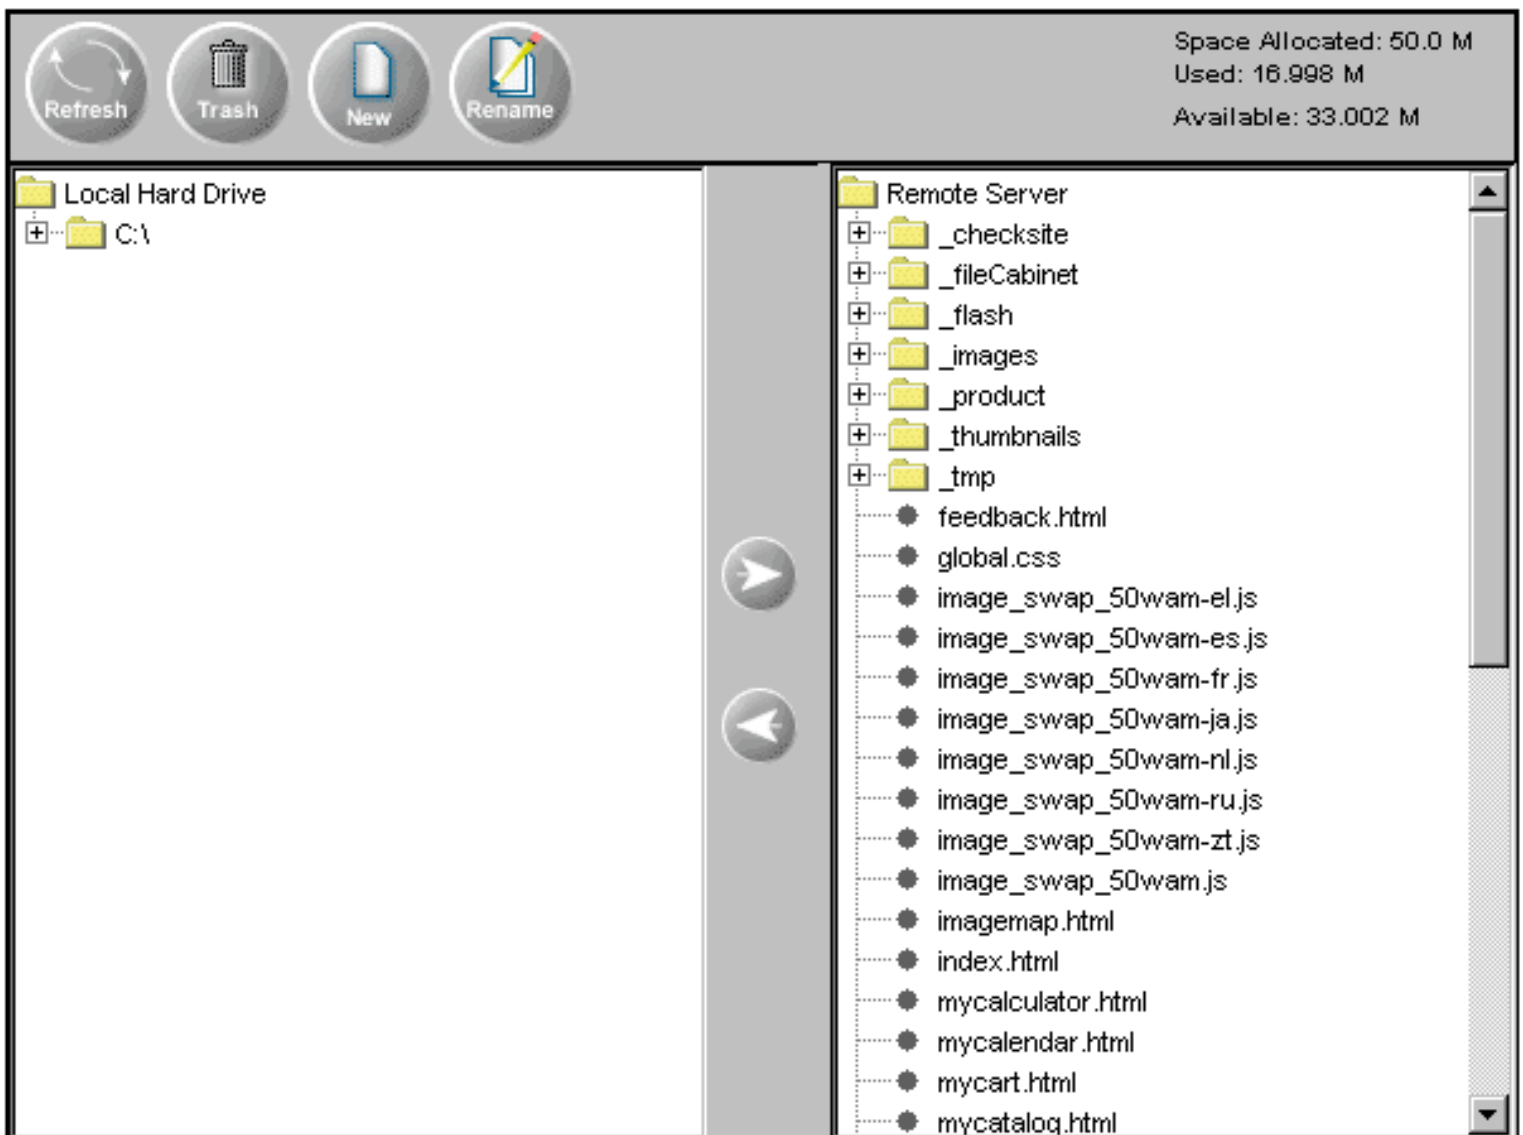 Refresh
Trash
New
Rename
Space Allocated: 50.0 M
Used: 16.998 M
Available: 33.002 M
Local Hard Drive
C:\
Remote Server
_checksite
_fileCabinet
_flash
_images
_product
_thumbnails
_tmp
feedback.html
global.css
image_swap_50wam-el.js
image_swap_50wam-es.js
image_swap_50wam-fr.js
image_swap_50wam-ja.js
image_swap_50wam-nl.js
image_swap_50wam-ru.js
image_swap_50wam-zt.js
image_swap_50wam.js
imagemap.html
index.html
mycalculator.html
mycalendar.html
mycart.html
mycatalog.html